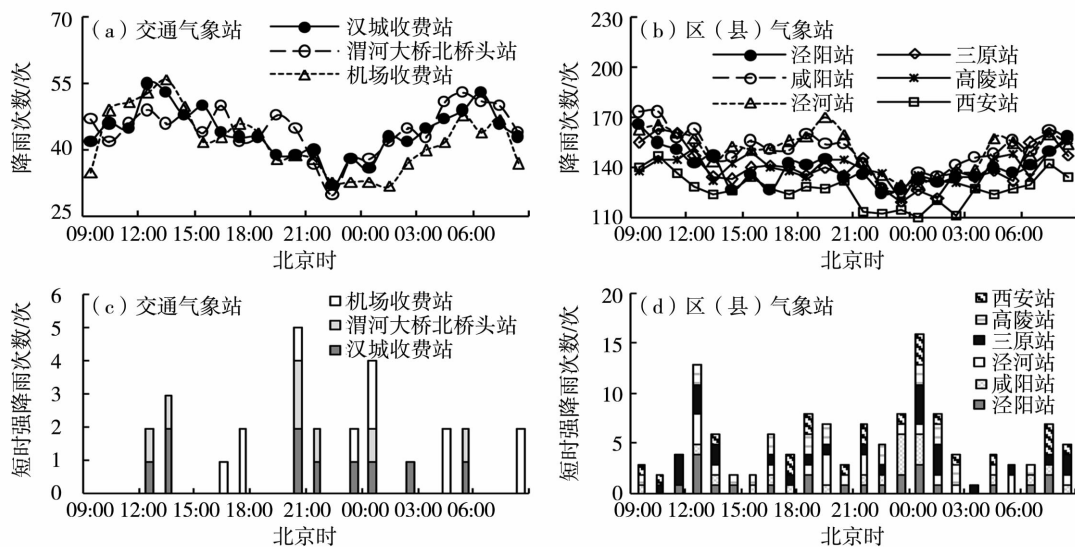 (a)交通气象站
汉城收费站
渭河大桥北桥头站
机场收费站
降雨次数/次
70
55
40
25
09:00 12:00 15:00 18:00 21:00 00:00 03:00 06:00
北京时
(b)区(县)气象站
泾阳站
咸阳站
泾河站
三原站
高陵站
西安站
降雨次数/次
230
200
170
140
110
09:00 12:00 15:00 18:00 21:00 00:00 03:00 06:00
北京时
(c)交通气象站
机场收费站
渭河大桥北桥头站
汉城收费站
短时强降雨次数/次
6
5
4
3
2
1
0
09:00 12:00 15:00 18:00 21:00 00:00 03:00 06:00
北京时
(d)区(县)气象站
西安站
高陵站
三原站
泾河站
咸阳站
泾阳站
短时强降雨次数/次
20
15
10
5
0
09:00 12:00 15:00 18:00 21:00 00:00 03:00 06:00
北京时